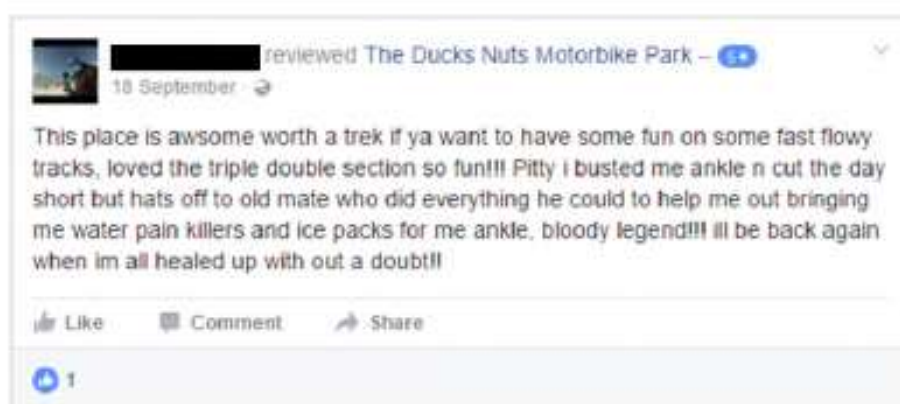 reviewed The Ducks Nuts Motorbike Park – 5★
18 September
This place is awsome worth a trek if ya want to have some fun on some fast flowy
tracks, loved the triple double section so fun!!! Pitty i busted me ankle n cut the day
short but hats off to old mate who did everything he could to help me out bringing
me water pain killers and ice packs for me ankle, bloody legend!!! ill be back again
when im all healed up with out a doubt!!
Like Comment Share
1